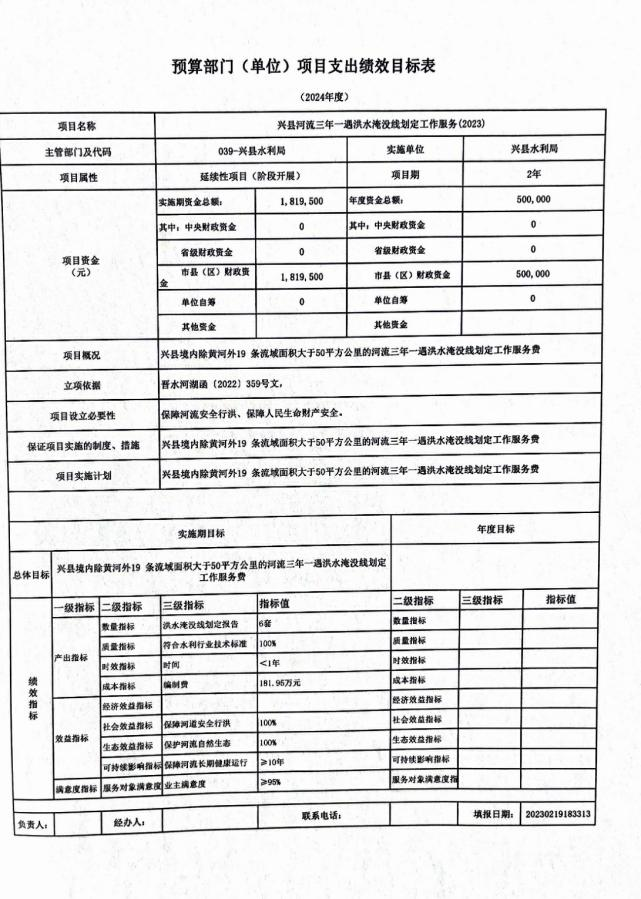 预算部门（单位）项目支出绩效目标表
（2024年度）
项目名称 兴县河流三年一遇洪水淹没线划定工作服务(2023)
主管部门及代码 039-兴县水利局 实施单位 兴县水利局
项目属性 延续性项目（阶段开展） 项目期 2年
项目资金（元）
实施期资金总额： 1,819,500 年度资金总额： 500,000
其中：中央财政资金 0 其中：中央财政资金 0
省级财政资金 0 省级财政资金 0
市县（区）财政资金 1,819,500 市县（区）财政资金 500,000
单位自筹 0 单位自筹 0
其他资金 其他资金
项目概况 兴县境内除黄河外19 条流域面积大于50平方公里的河流三年一遇洪水淹没线划定工作服务费
立项依据 晋水河湖函〔2022〕359号文，
项目设立必要性 保障河流安全行洪、保障人民生命财产安全。
保证项目实施的制度、措施 兴县境内除黄河外19 条流域面积大于50平方公里的河流三年一遇洪水淹没线划定工作服务费
项目实施计划 兴县境内除黄河外19 条流域面积大于50平方公里的河流三年一遇洪水淹没线划定工作服务费
实施期目标 年度目标
总体目标 兴县境内除黄河外19 条流域面积大于50平方公里的河流三年一遇洪水淹没线划定
工作服务费
绩效指标
一级指标 二级指标 三级指标 指标值 二级指标 三级指标 指标值
产出指标
数量指标 洪水淹没线划定报告 6套 数量指标
质量指标 符合水利行业技术标准 100% 质量指标
时效指标 时间 <1年 时效指标
成本指标 编制费 181.95万元 成本指标
效益指标
经济效益指标 经济效益指标
社会效益指标 保障河道安全行洪 100% 社会效益指标
生态效益指标 保护河流自然生态 100% 生态效益指标
可持续影响指标 保障河流长期健康运行 ≥10年 可持续影响指标
满意度指标 服务对象满意度 业主满意度 ≥95% 服务对象满意度指
负责人： 经办人： 联系电话： 填报日期： 20230219183313